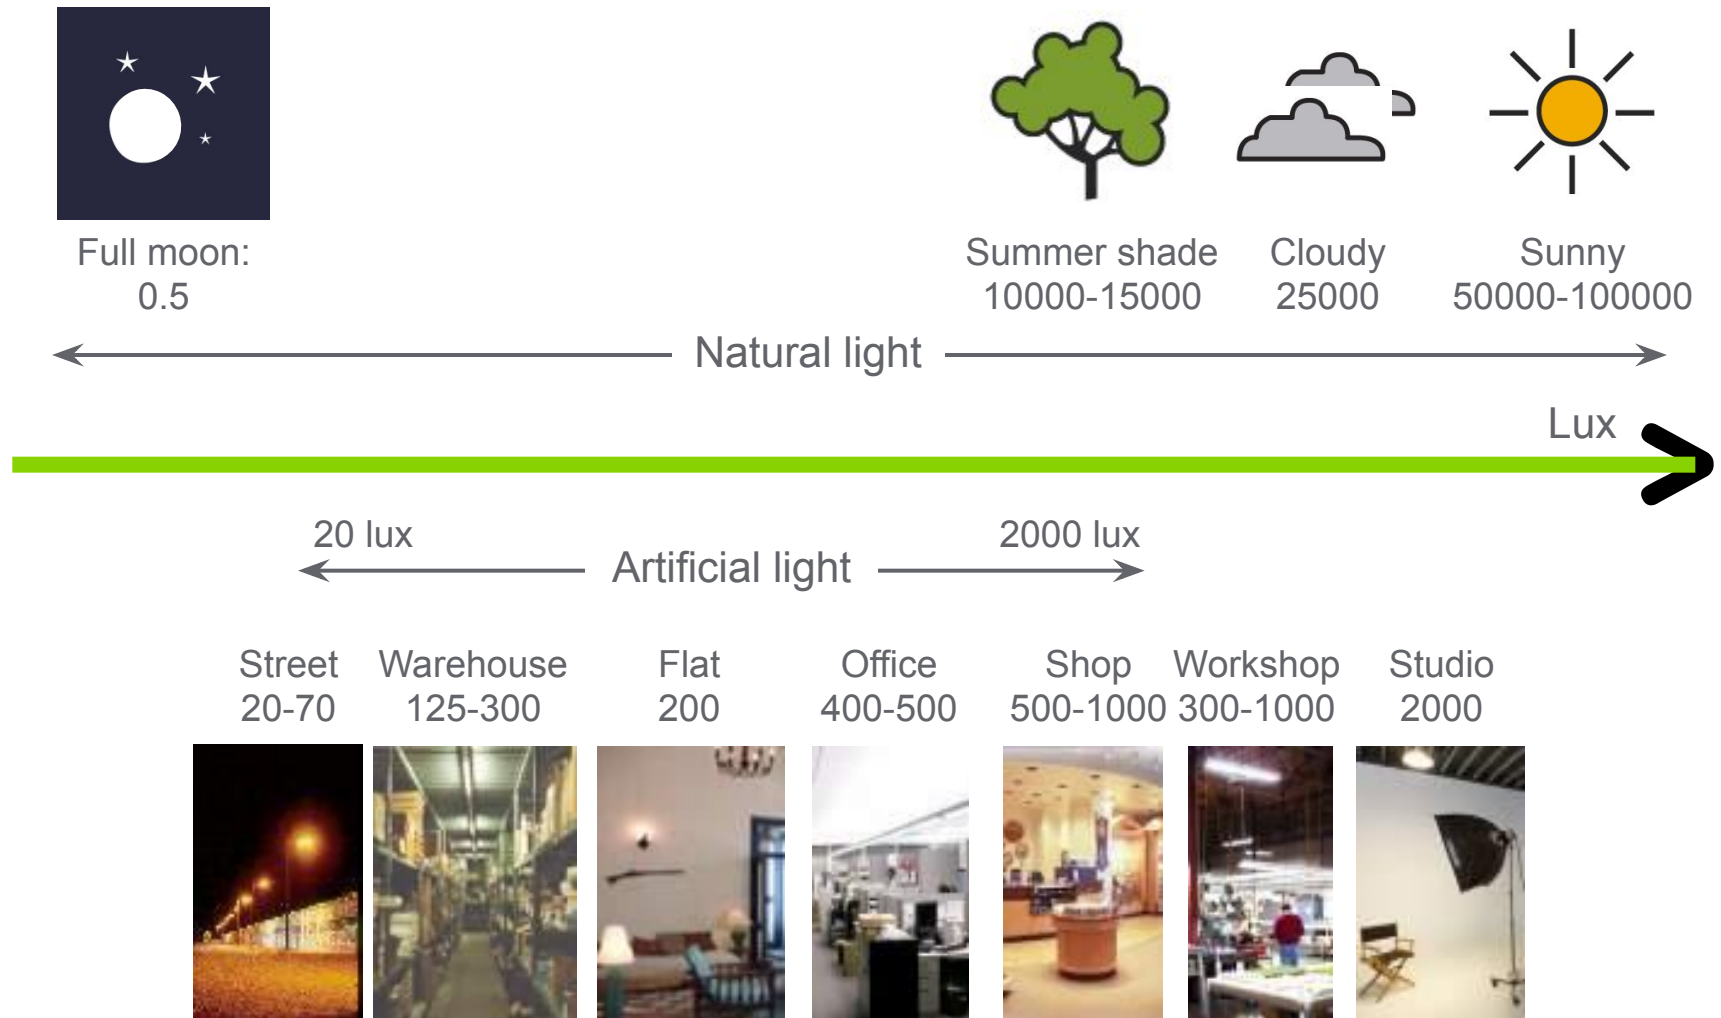 Full moon:
0.5
Summer shade
10000-15000
Cloudy
25000
Sunny
50000-100000
Natural light
Lux
20 lux
2000 lux
Artificial light
Street
20-70
Warehouse
125-300
Flat
200
Office
400-500
Shop
500-1000
Workshop
300-1000
Studio
2000